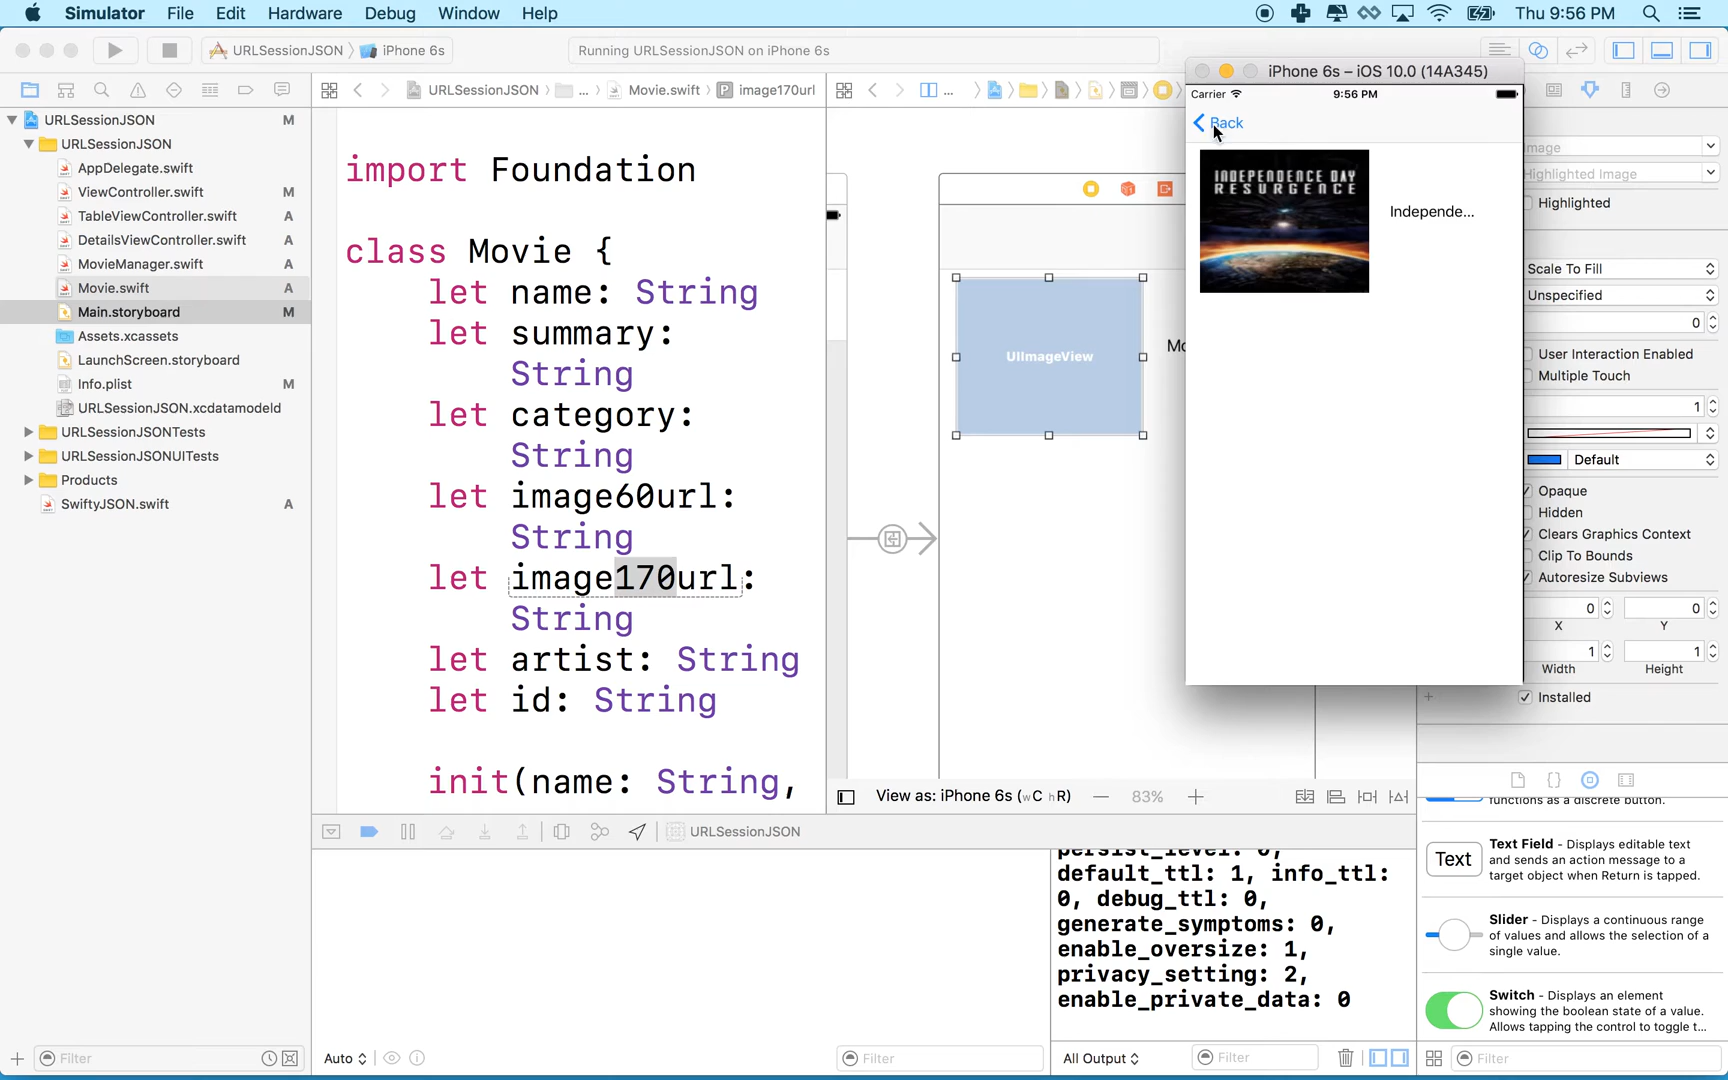 Simulator File Edit Hardware Debug Window Help Thu 9:56 PM
URLSessionJSON iPhone 6s Running URLSessionJSON on iPhone 6s
URLSessionJSON ... Movie.swift P image170url ...
URLSessionJSON M
URLSessionJSON
AppDelegate.swift
ViewController.swift M
TableViewController.swift A
DetailsViewController.swift A
MovieManager.swift A
Movie.swift A
Main.storyboard M
Assets.xcassets
LaunchScreen.storyboard
Info.plist M
URLSessionJSON.xcdatamodeld
URLSessionJSONTests
URLSessionJSONUITests
Products
SwiftyJSON.swift A
Filter
import Foundation
class Movie {
let name: String
let summary:
String
let category:
String
let image60url:
String
let image170url:
String
let artist: String
let id: String
init(name: String,
UIImageView
Mo
View as: iPhone 6s (wC hR) 83%
iPhone 6s – iOS 10.0 (14A345)
Carrier 9:56 PM
Back
INDEPENDENCE DAY
RESURGENCE
Independe...
Image
Highlighted Image
Highlighted
Scale To Fill
Unspecified
0
User Interaction Enabled
Multiple Touch
1
Default
Opaque
Hidden
Clears Graphics Context
Clip To Bounds
Autoresize Subviews
0 0
X Y
1 1
Width Height
+ Installed
URLSessionJSON
persist_level: 0,
default_ttl: 1, info_ttl:
0, debug_ttl: 0,
generate_symptoms: 0,
enable_oversize: 1,
privacy_setting: 2,
enable_private_data: 0
Auto Filter
All Output Filter
functions as a discrete button.
Text
Text Field - Displays editable text
and sends an action message to a
target object when Return is tapped.
Slider - Displays a continuous range
of values and allows the selection of a
single value.
Switch - Displays an element
showing the boolean state of a value.
Allows tapping the control to toggle t...
Filter